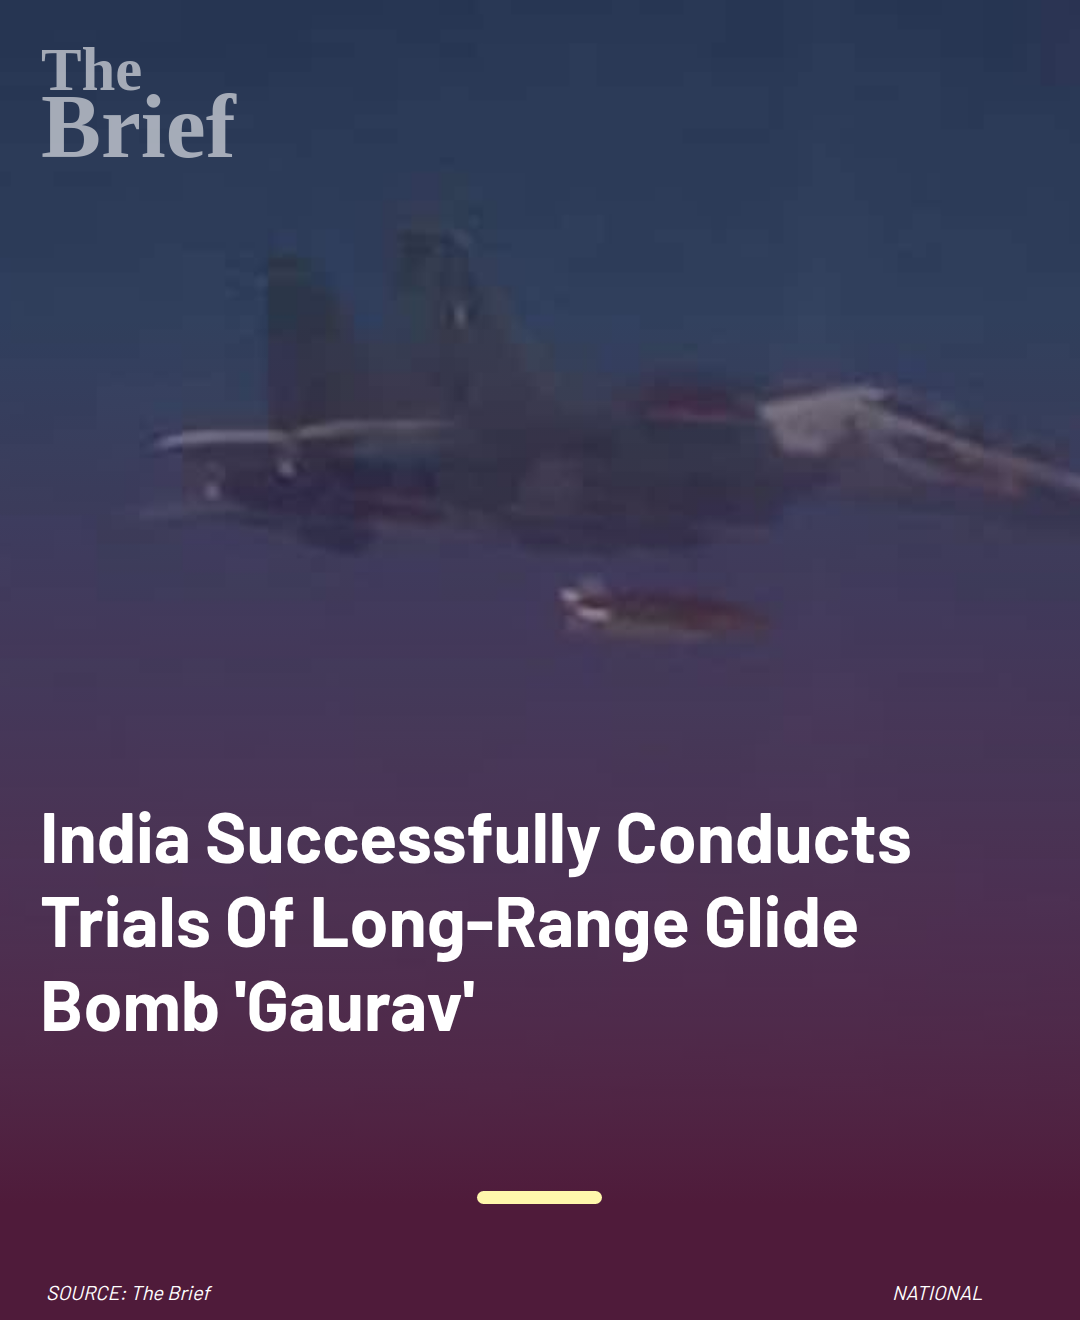 The
Brief
India Successfully Conducts
Trials Of Long-Range Glide
Bomb 'Gaurav'
SOURCE: The Brief
NATIONAL